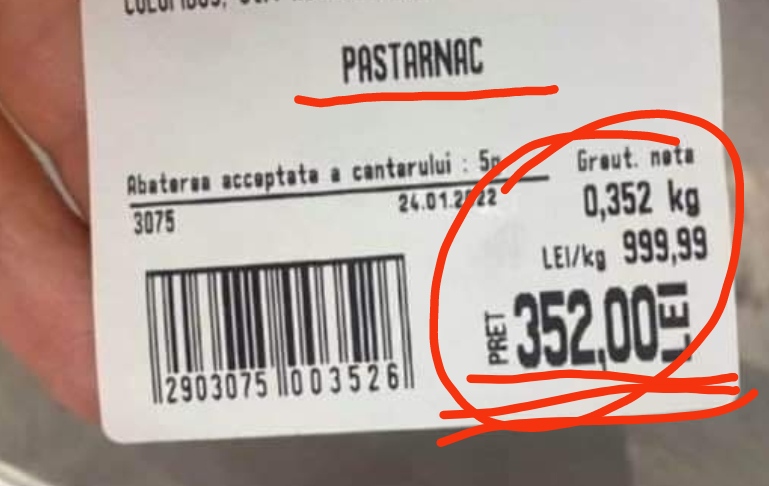 PASTARNAC
Abaterea acceptata a cantarului : 5g
3075
24.01.2022
Greut. neta
0,352 kg
LEI/kg 999,99
PRET 352,00 LEI
2903075 003526